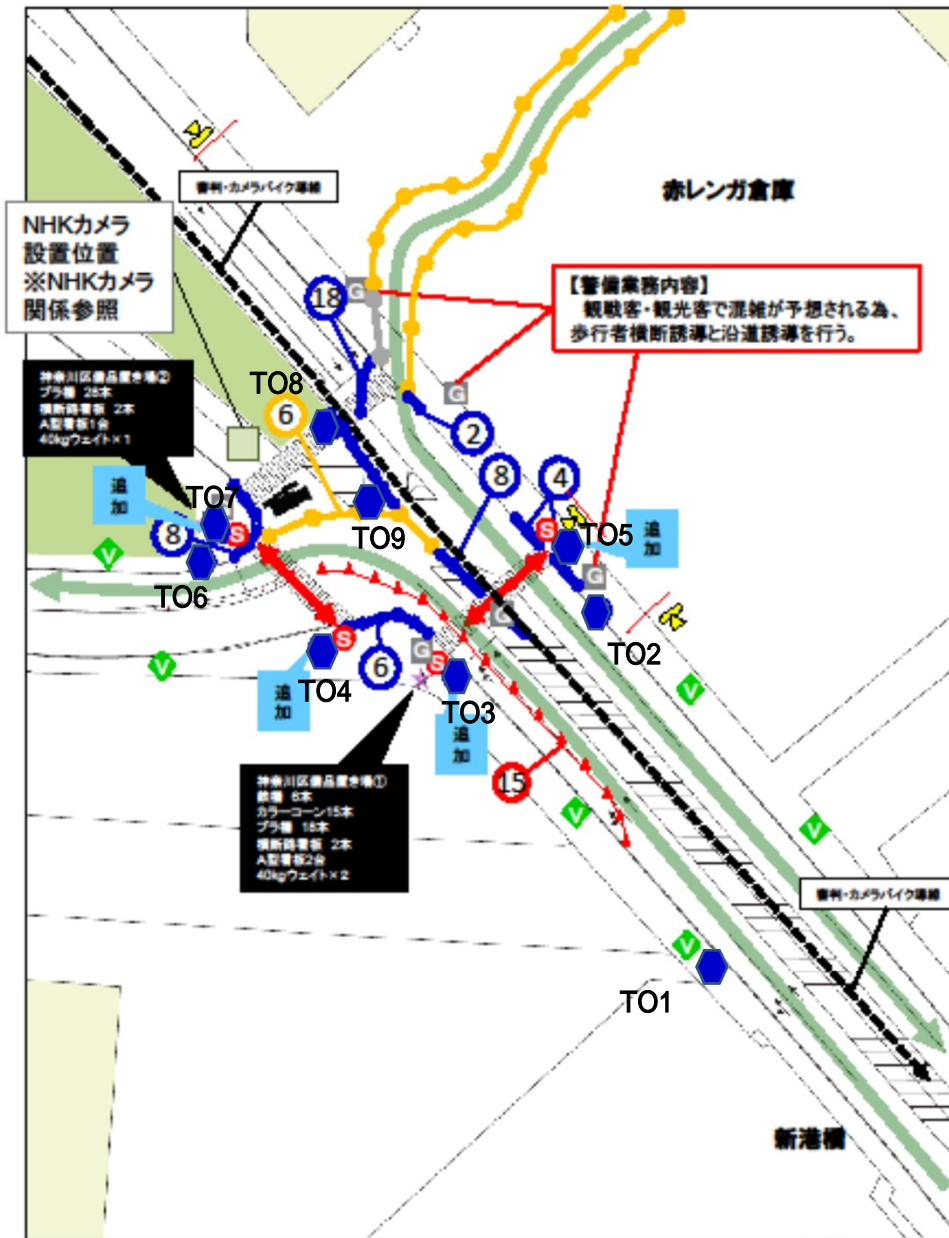 審判・カメラバイク導線
赤レンガ倉庫
NHKカメラ
設置位置
※NHKカメラ
関係参照
【警備業務内容】
観戦客・観光客で混雑が予想される為、
歩行者横断誘導と沿道誘導を行う。
G
18
神奈川区備品置き場②
プラ柵 28本
横断路看板 2本
A型看板1台
40kgウェイト×1
TO8
6
G
2
8
4
追加
TO7
S
8
TO9
S
TO5
追加
V
TO6
G
G
TO2
S
TO4
6
G
S
V
追加
TO3
追加
V
神奈川区備品置き場①
鉄柵 6本
カラーコーン15本
プラ柵 18本
横断路看板 2本
A型看板2台
40kgウェイト×2
15
V
V
審判・カメラバイク導線
V
TO1
新港橋